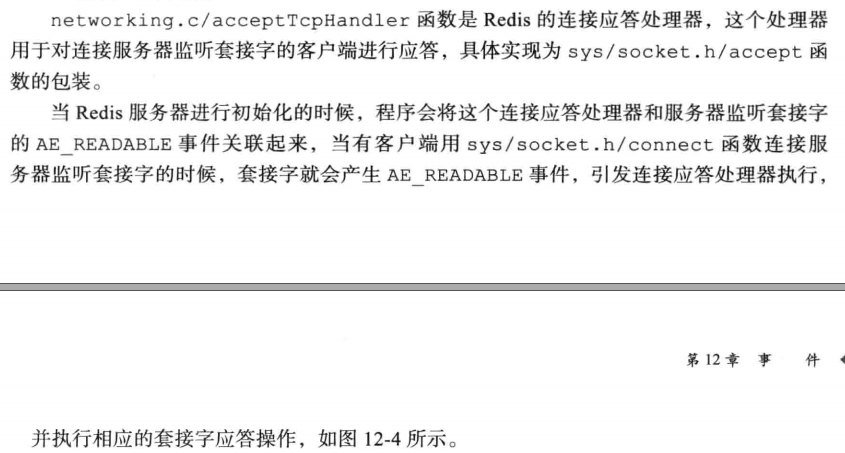 networking.c/acceptTcpHandler 函数是 Redis 的连接应答处理器，这个处理器
用于对连接服务器监听套接字的客户端进行应答，具体实现为 sys/socket.h/accept 函
数的包装。
当 Redis 服务器进行初始化的时候，程序会将这个连接应答处理器和服务器监听套接字
的 AE_READABLE 事件关联起来，当有客户端用 sys/socket.h/connect 函数连接服
务器监听套接字的时候，套接字就会产生 AE_READABLE 事件，引发连接应答处理器执行，
第 12 章 事 件
并执行相应的套接字应答操作，如图 12-4 所示。